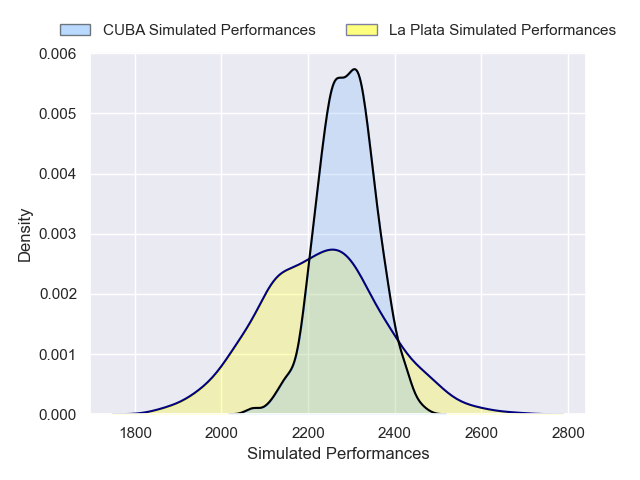 CUBA Simulated Performances
La Plata Simulated Performances
0.006
0.005
0.004
0.003
0.002
0.001
0.000
Density
1800 2000 2200 2400 2600 2800
Simulated Performances